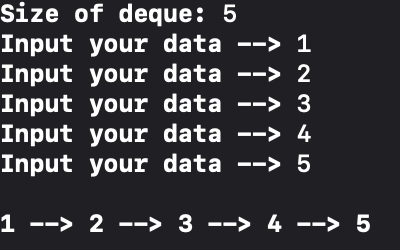 Size of deque: 5
Input your data --> 1
Input your data --> 2
Input your data --> 3
Input your data --> 4
Input your data --> 5
1 --> 2 --> 3 --> 4 --> 5